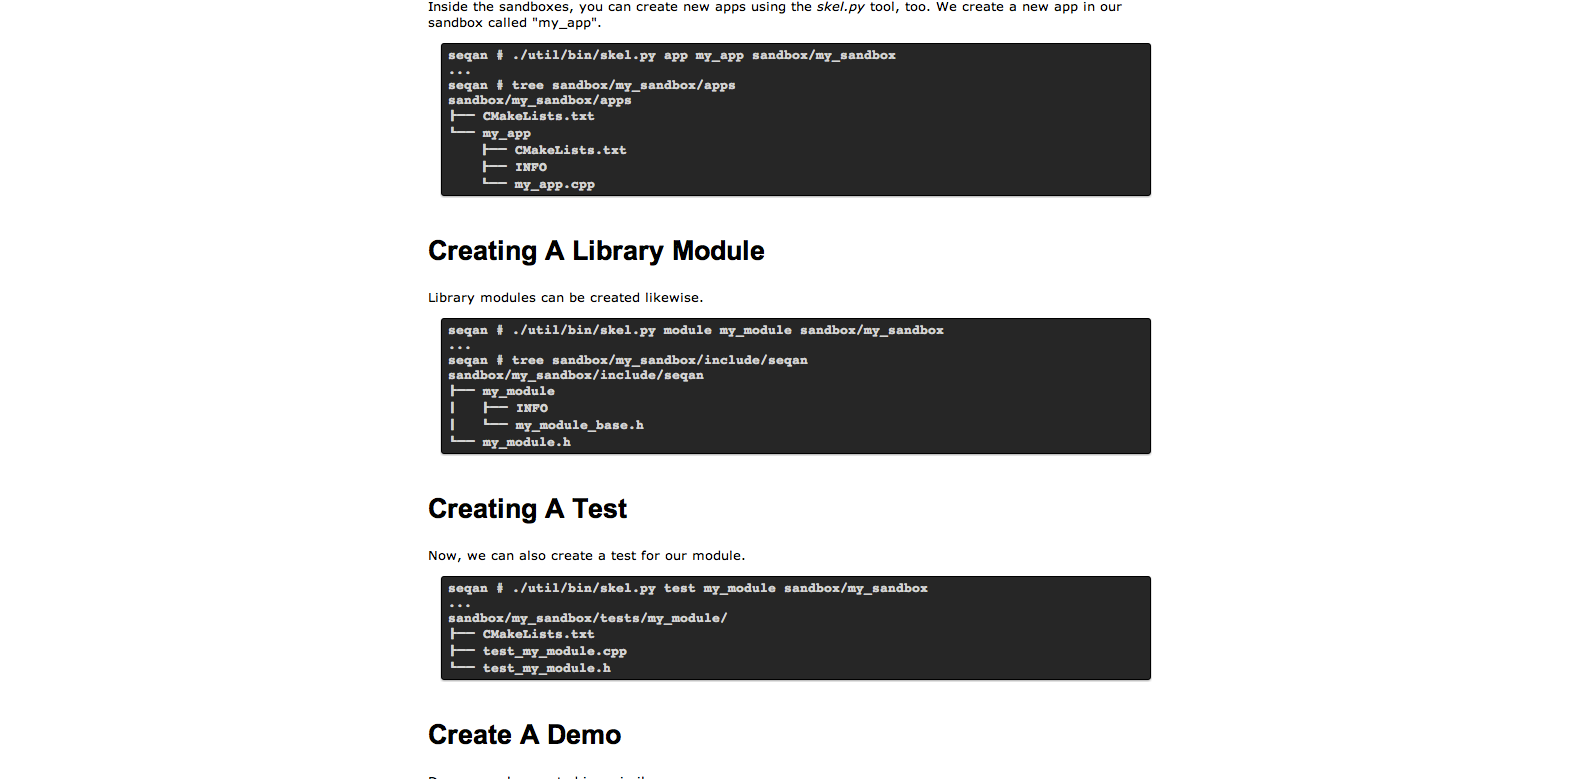 Inside the sandboxes, you can create new apps using the skel.py tool, too. We create a new app in our
sandbox called "my_app".
seqan # ./util/bin/skel.py app my_app sandbox/my_sandbox
...
seqan # tree sandbox/my_sandbox/apps
sandbox/my_sandbox/apps
├── CMakeLists.txt
└── my_app
    ├── CMakeLists.txt
    ├── INFO
    └── my_app.cpp
Creating A Library Module
Library modules can be created likewise.
seqan # ./util/bin/skel.py module my_module sandbox/my_sandbox
...
seqan # tree sandbox/my_sandbox/include/seqan
sandbox/my_sandbox/include/seqan
├── my_module
│   ├── INFO
│   └── my_module_base.h
└── my_module.h
Creating A Test
Now, we can also create a test for our module.
seqan # ./util/bin/skel.py test my_module sandbox/my_sandbox
...
sandbox/my_sandbox/tests/my_module/
├── CMakeLists.txt
├── test_my_module.cpp
└── test_my_module.h
Create A Demo